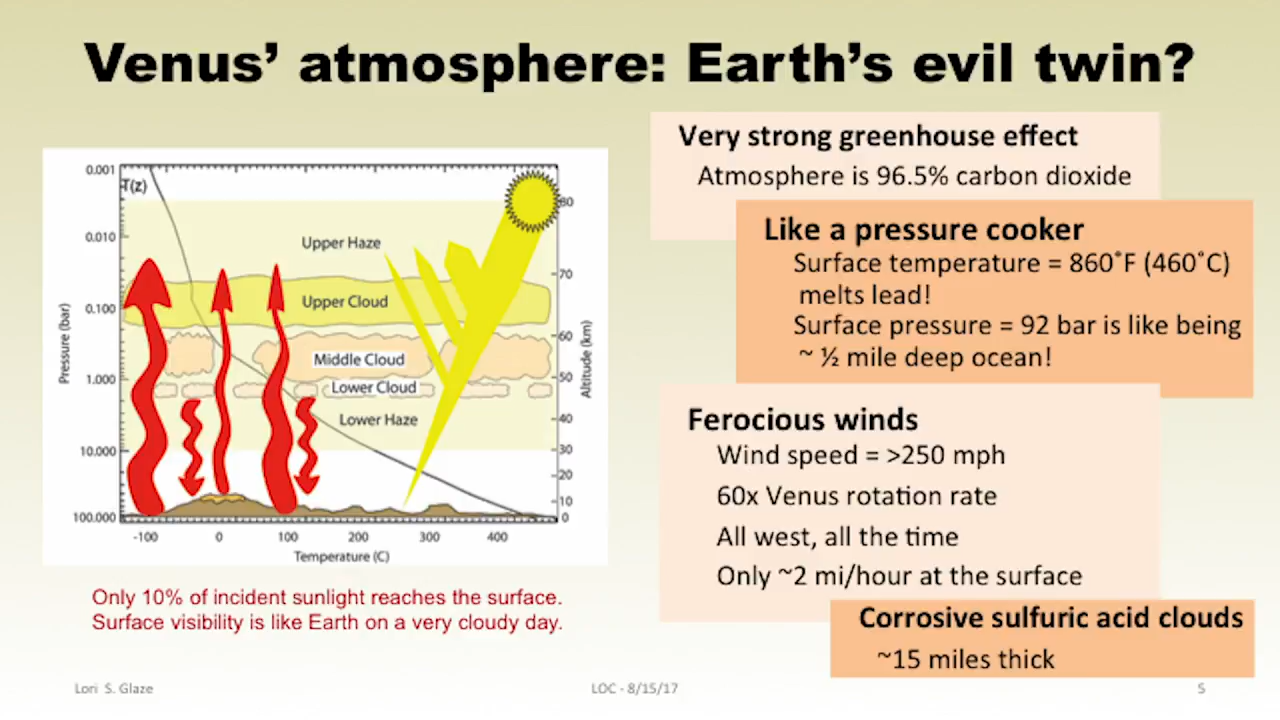 Venus’ atmosphere: Earth’s evil twin?
Very strong greenhouse effect
Atmosphere is 96.5% carbon dioxide
Like a pressure cooker
Surface temperature = 860˚F (460˚C)
melts lead!
Surface pressure = 92 bar is like being
~ ½ mile deep ocean!
Ferocious winds
Wind speed = >250 mph
60x Venus rotation rate
All west, all the time
Only ~2 mi/hour at the surface
Corrosive sulfuric acid clouds
~15 miles thick
T(z)
Pressure (bar)
0.001
0.010
0.100
1.000
10.000
100.000
Upper Haze
Upper Cloud
Middle Cloud
Lower Cloud
Lower Haze
80
70
60
50
40
30
20
10
0
Altitude (km)
-100 0 100 200 300 400
Temperature (C)
Only 10% of incident sunlight reaches the surface.
Surface visibility is like Earth on a very cloudy day.
Lori S. Glaze
LOC - 8/15/17
5